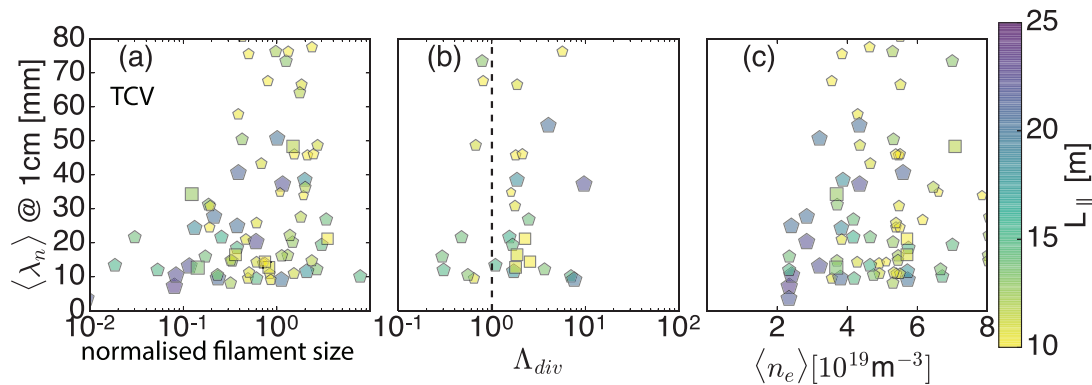 ⟨λn⟩ @ 1cm [mm]
80
70
60
50
40
30
20
10
0
(a)
TCV
10-2
10-1
100
normalised filament size
(b)
10-1
100
101
102
Λdiv
(c)
2
4
6
8
⟨ne⟩[1019m−3]
25
20
15
10
L∥ [m]